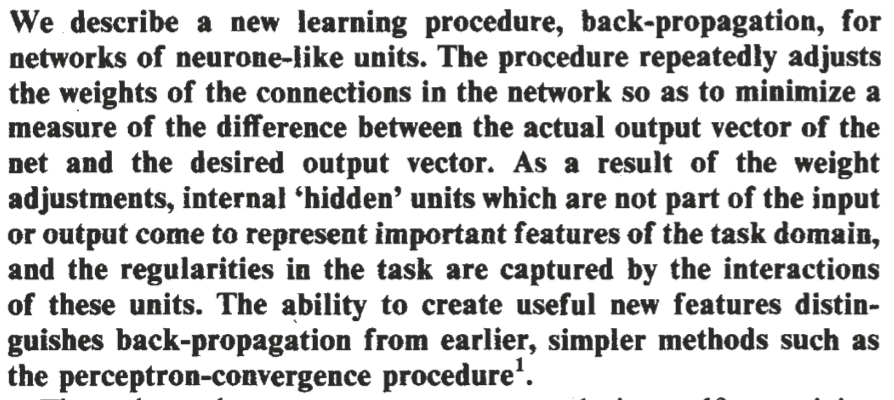 We describe a new learning procedure, back-propagation, for
networks of neurone-like units. The procedure repeatedly adjusts
the weights of the connections in the network so as to minimize a
measure of the difference between the actual output vector of the
net and the desired output vector. As a result of the weight
adjustments, internal ‘hidden’ units which are not part of the input
or output come to represent important features of the task domain,
and the regularities in the task are captured by the interactions
of these units. The ability to create useful new features distin-
guishes back-propagation from earlier, simpler methods such as
the perceptron-convergence procedure¹.